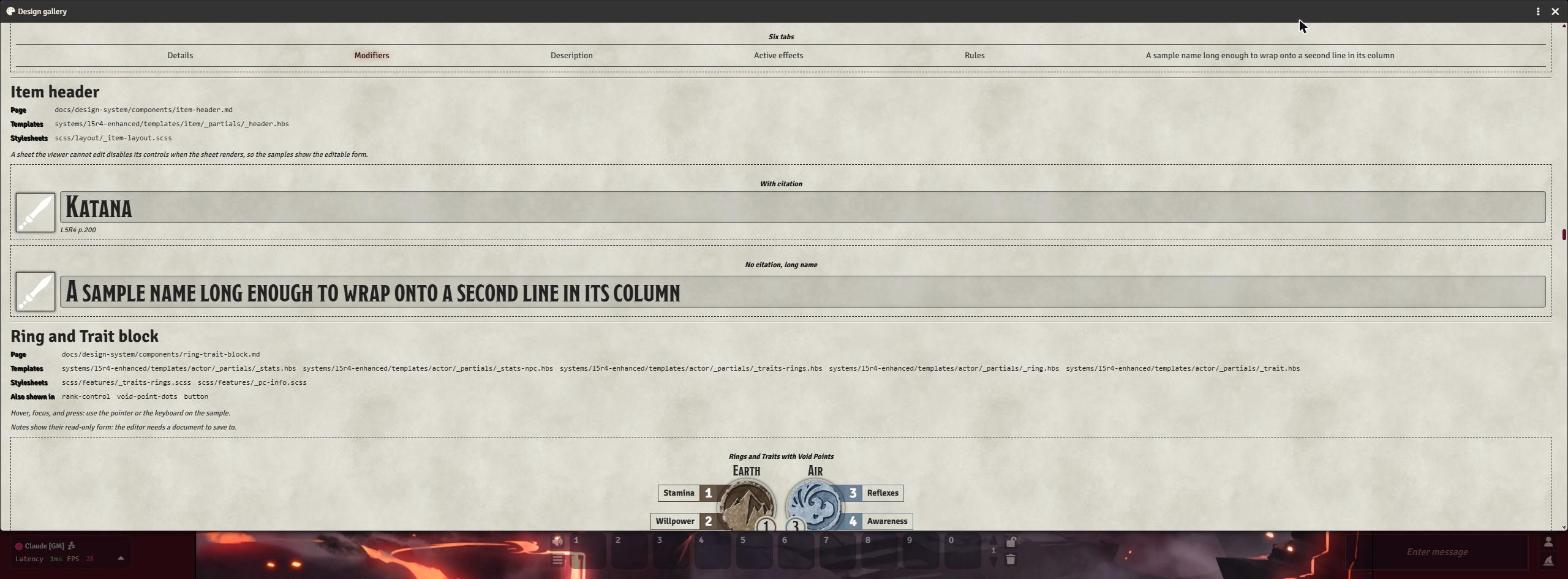 Design gallery
Six tabs
Details Modifiers Description Active effects Rules A sample name long enough to wrap onto a second line in its column
Item header
Page docs/design-system/components/item-header.md
Templates systems/l5r4-enhanced/templates/item/_partials/_header.hbs
Stylesheets scss/layout/_item-layout.scss
A sheet the viewer cannot edit disables its controls when the sheet renders, so the samples show the editable form.
With citation
Katana
L5R4 p.200
No citation, long name
A sample name long enough to wrap onto a second line in its column
Ring and Trait block
Page docs/design-system/components/ring-trait-block.md
Templates systems/l5r4-enhanced/templates/actor/_partials/_stats.hbs systems/l5r4-enhanced/templates/actor/_partials/_stats-npc.hbs systems/l5r4-enhanced/templates/actor/_partials/_traits-rings.hbs systems/l5r4-enhanced/templates/actor/_partials/_ring.hbs systems/l5r4-enhanced/templates/actor/_partials/_trait.hbs
Stylesheets scss/features/_traits-rings.scss scss/features/_pc-info.scss
Also shown in rank-control void-point-dots button
Hover, focus, and press: use the pointer or the keyboard on the sample.
Notes show their read-only form: the editor needs a document to save to.
Rings and Traits with Void Points
Earth Air
Stamina 1 3 Reflexes
Willpower 2 1 3 4 Awareness
Claude [GM]
Latency 3ms FPS 28
1 2 3 4 5 6 7 8 9 0
1
Enter message